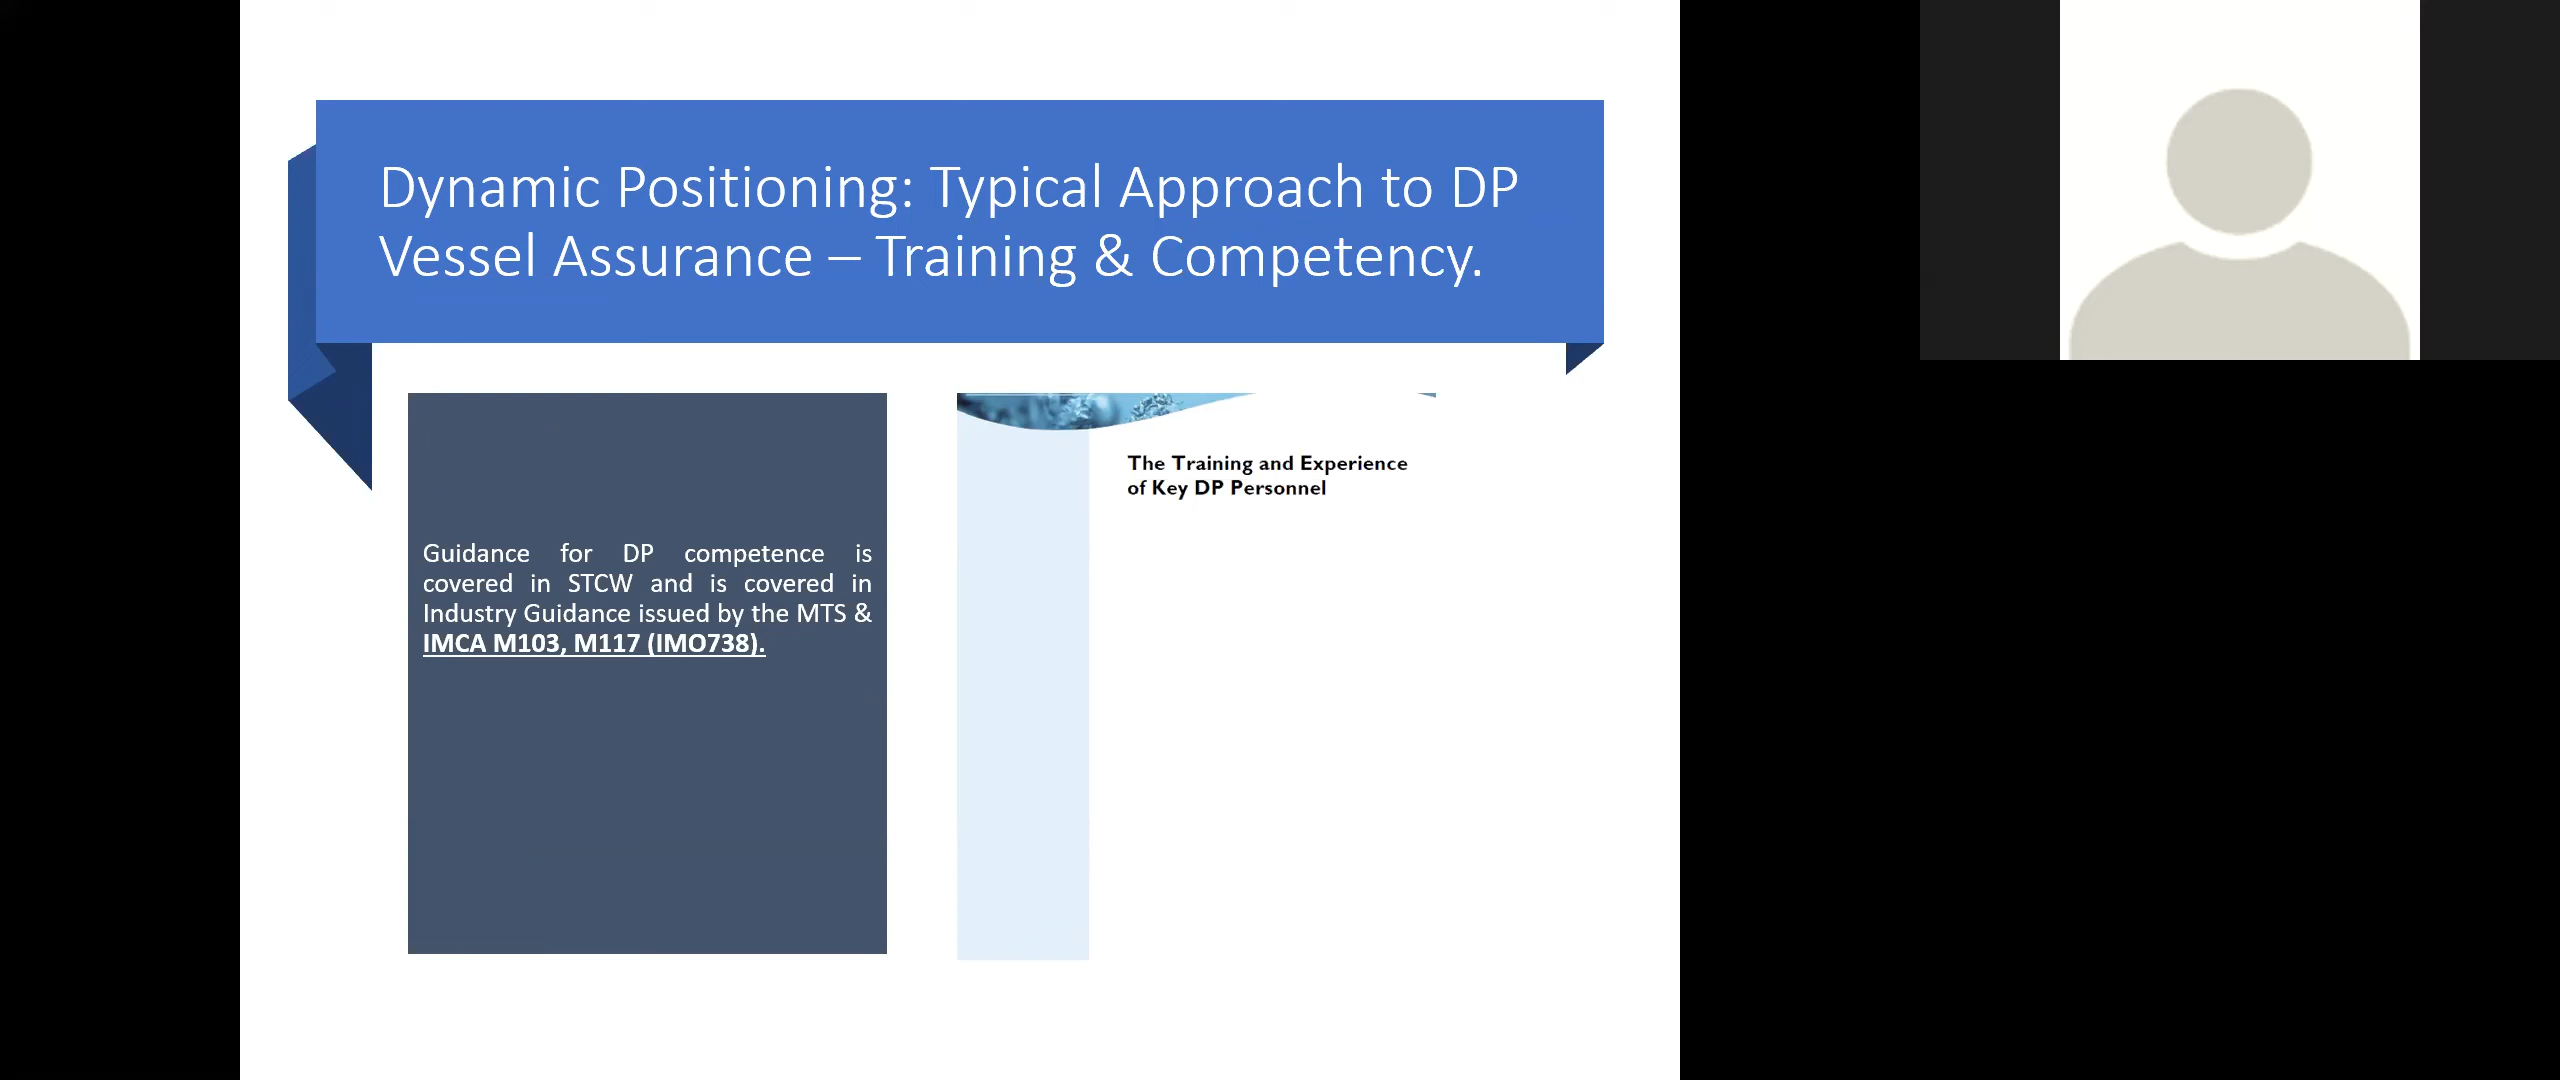 Dynamic Positioning: Typical Approach to DP
Vessel Assurance – Training & Competency.
Guidance for DP competence is
covered in STCW and is covered in
Industry Guidance issued by the MTS &
IMCA M103, M117 (IMO738).
The Training and Experience
of Key DP Personnel